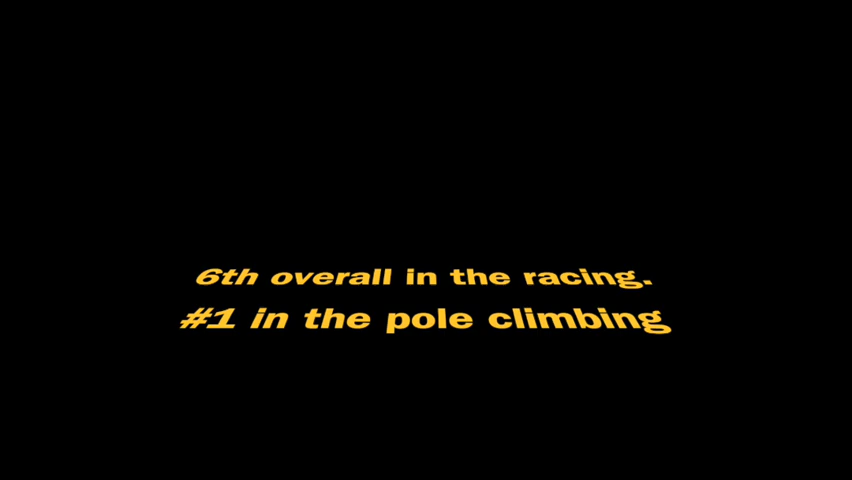 6th overall in the racing.
#1 in the pole climbing